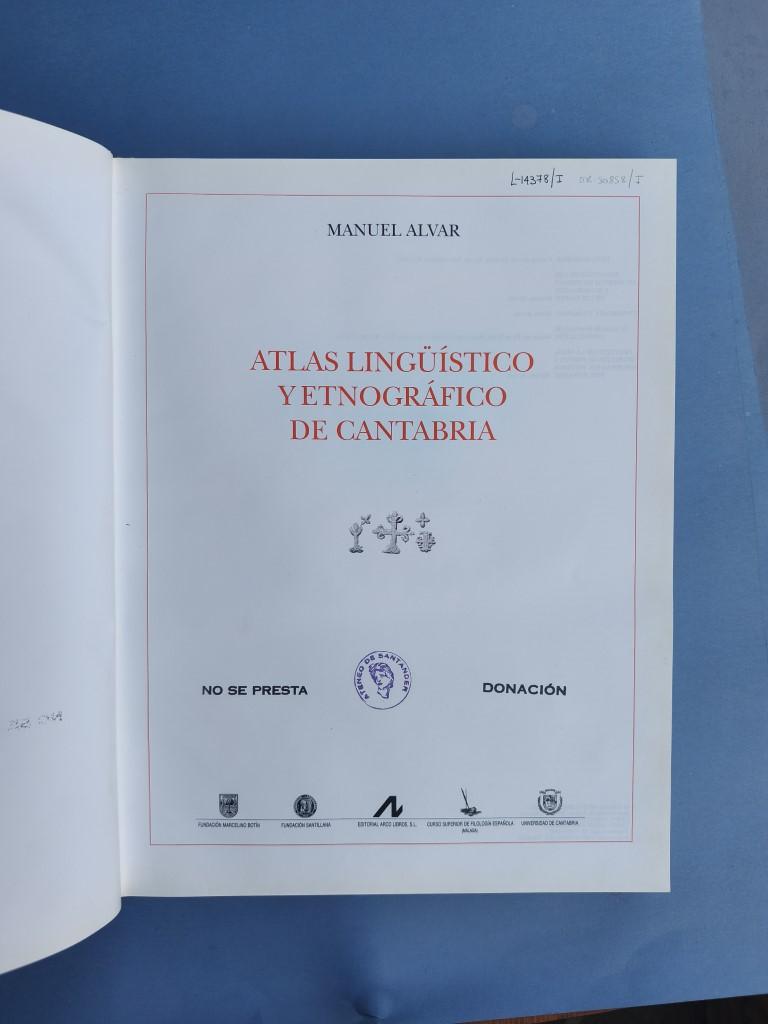 L-14378/I
MANUEL ALVAR
ATLAS LINGÜÍSTICO
Y ETNOGRÁFICO
DE CANTABRIA
NO SE PRESTA
ATENEO DE SANTANDER
DONACIÓN
FUNDACIÓN MARCELINO BOTÍN
FUNDACIÓN SANTILLANA
EDITORIAL ARCO LIBROS, S.L.
CURSO SUPERIOR DE FILOLOGÍA ESPAÑOLA
(MÁLAGA)
UNIVERSIDAD DE CANTABRIA